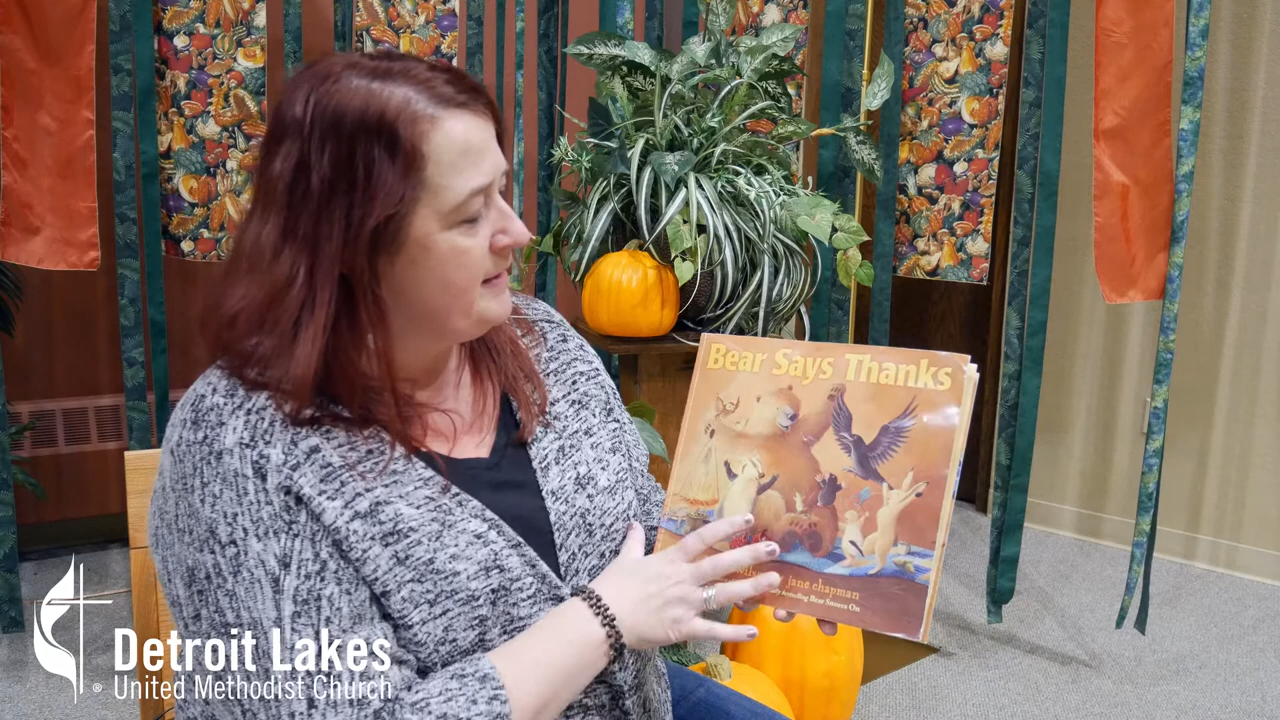 Bear Says Thanks
jane chapman
Bear Snores On
Detroit Lakes
United Methodist Church
®